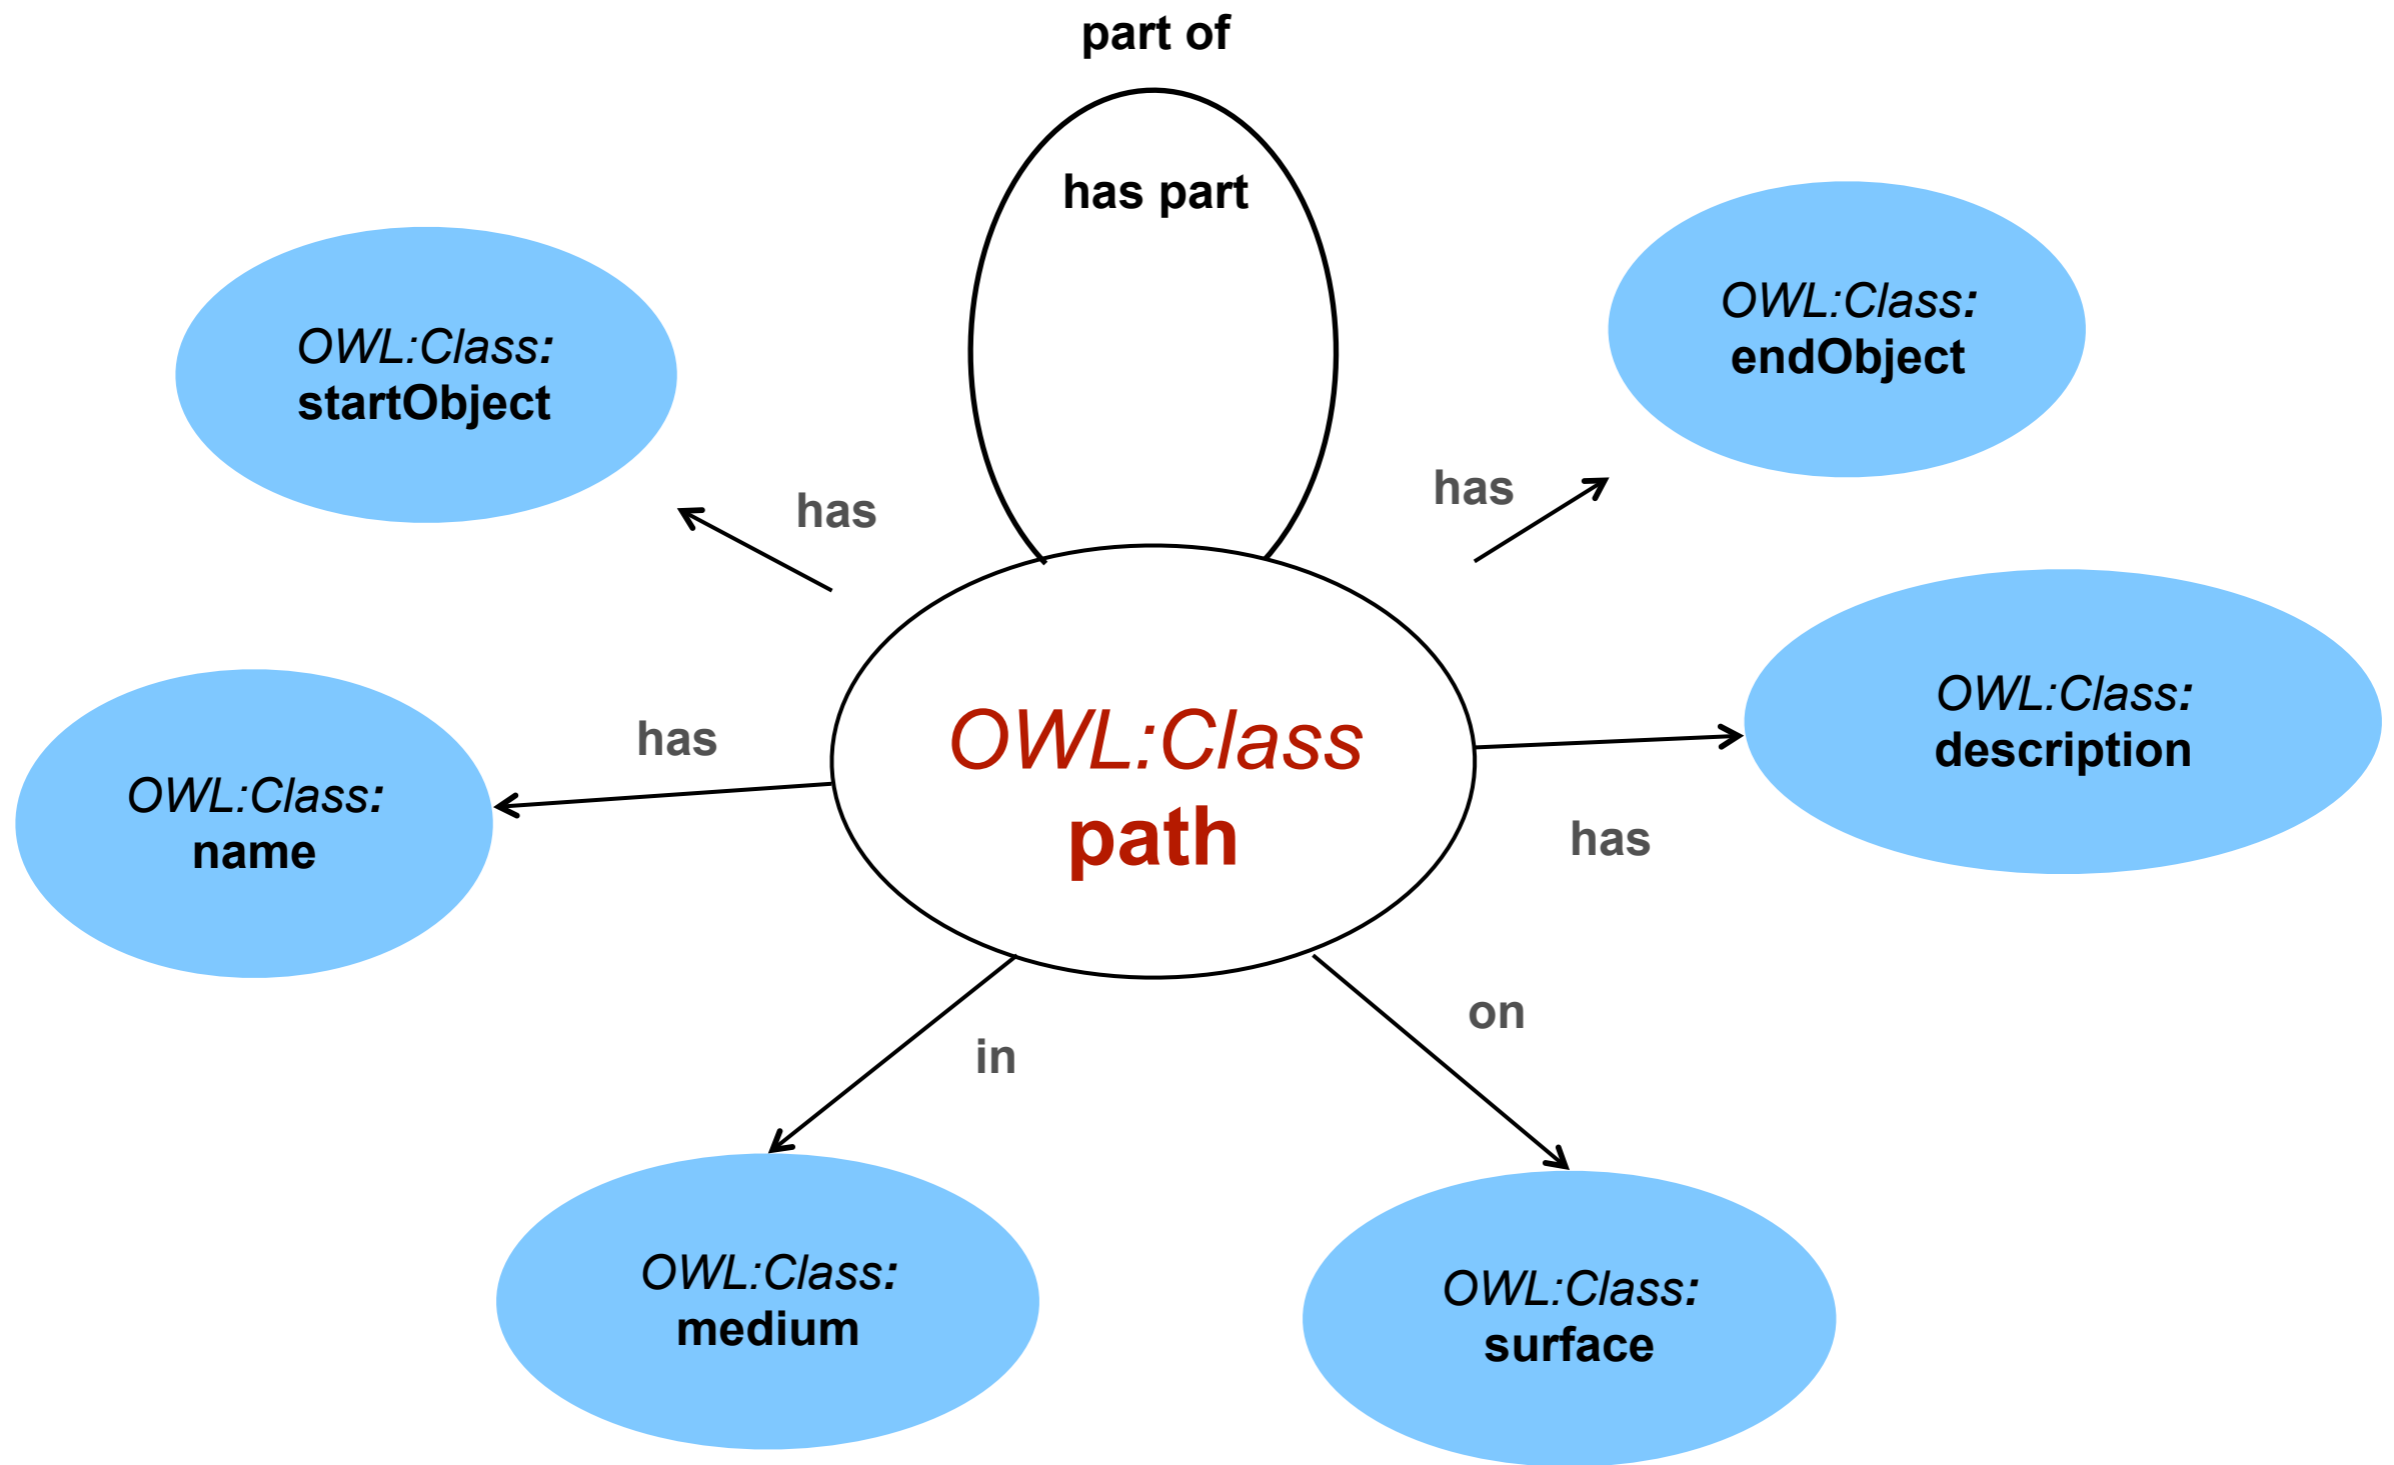 part of
has part
OWL:Class:
startObject
OWL:Class:
endObject
has
has
OWL:Class:
name
has
OWL:Class
path
OWL:Class:
description
has
in
on
OWL:Class:
medium
OWL:Class:
surface